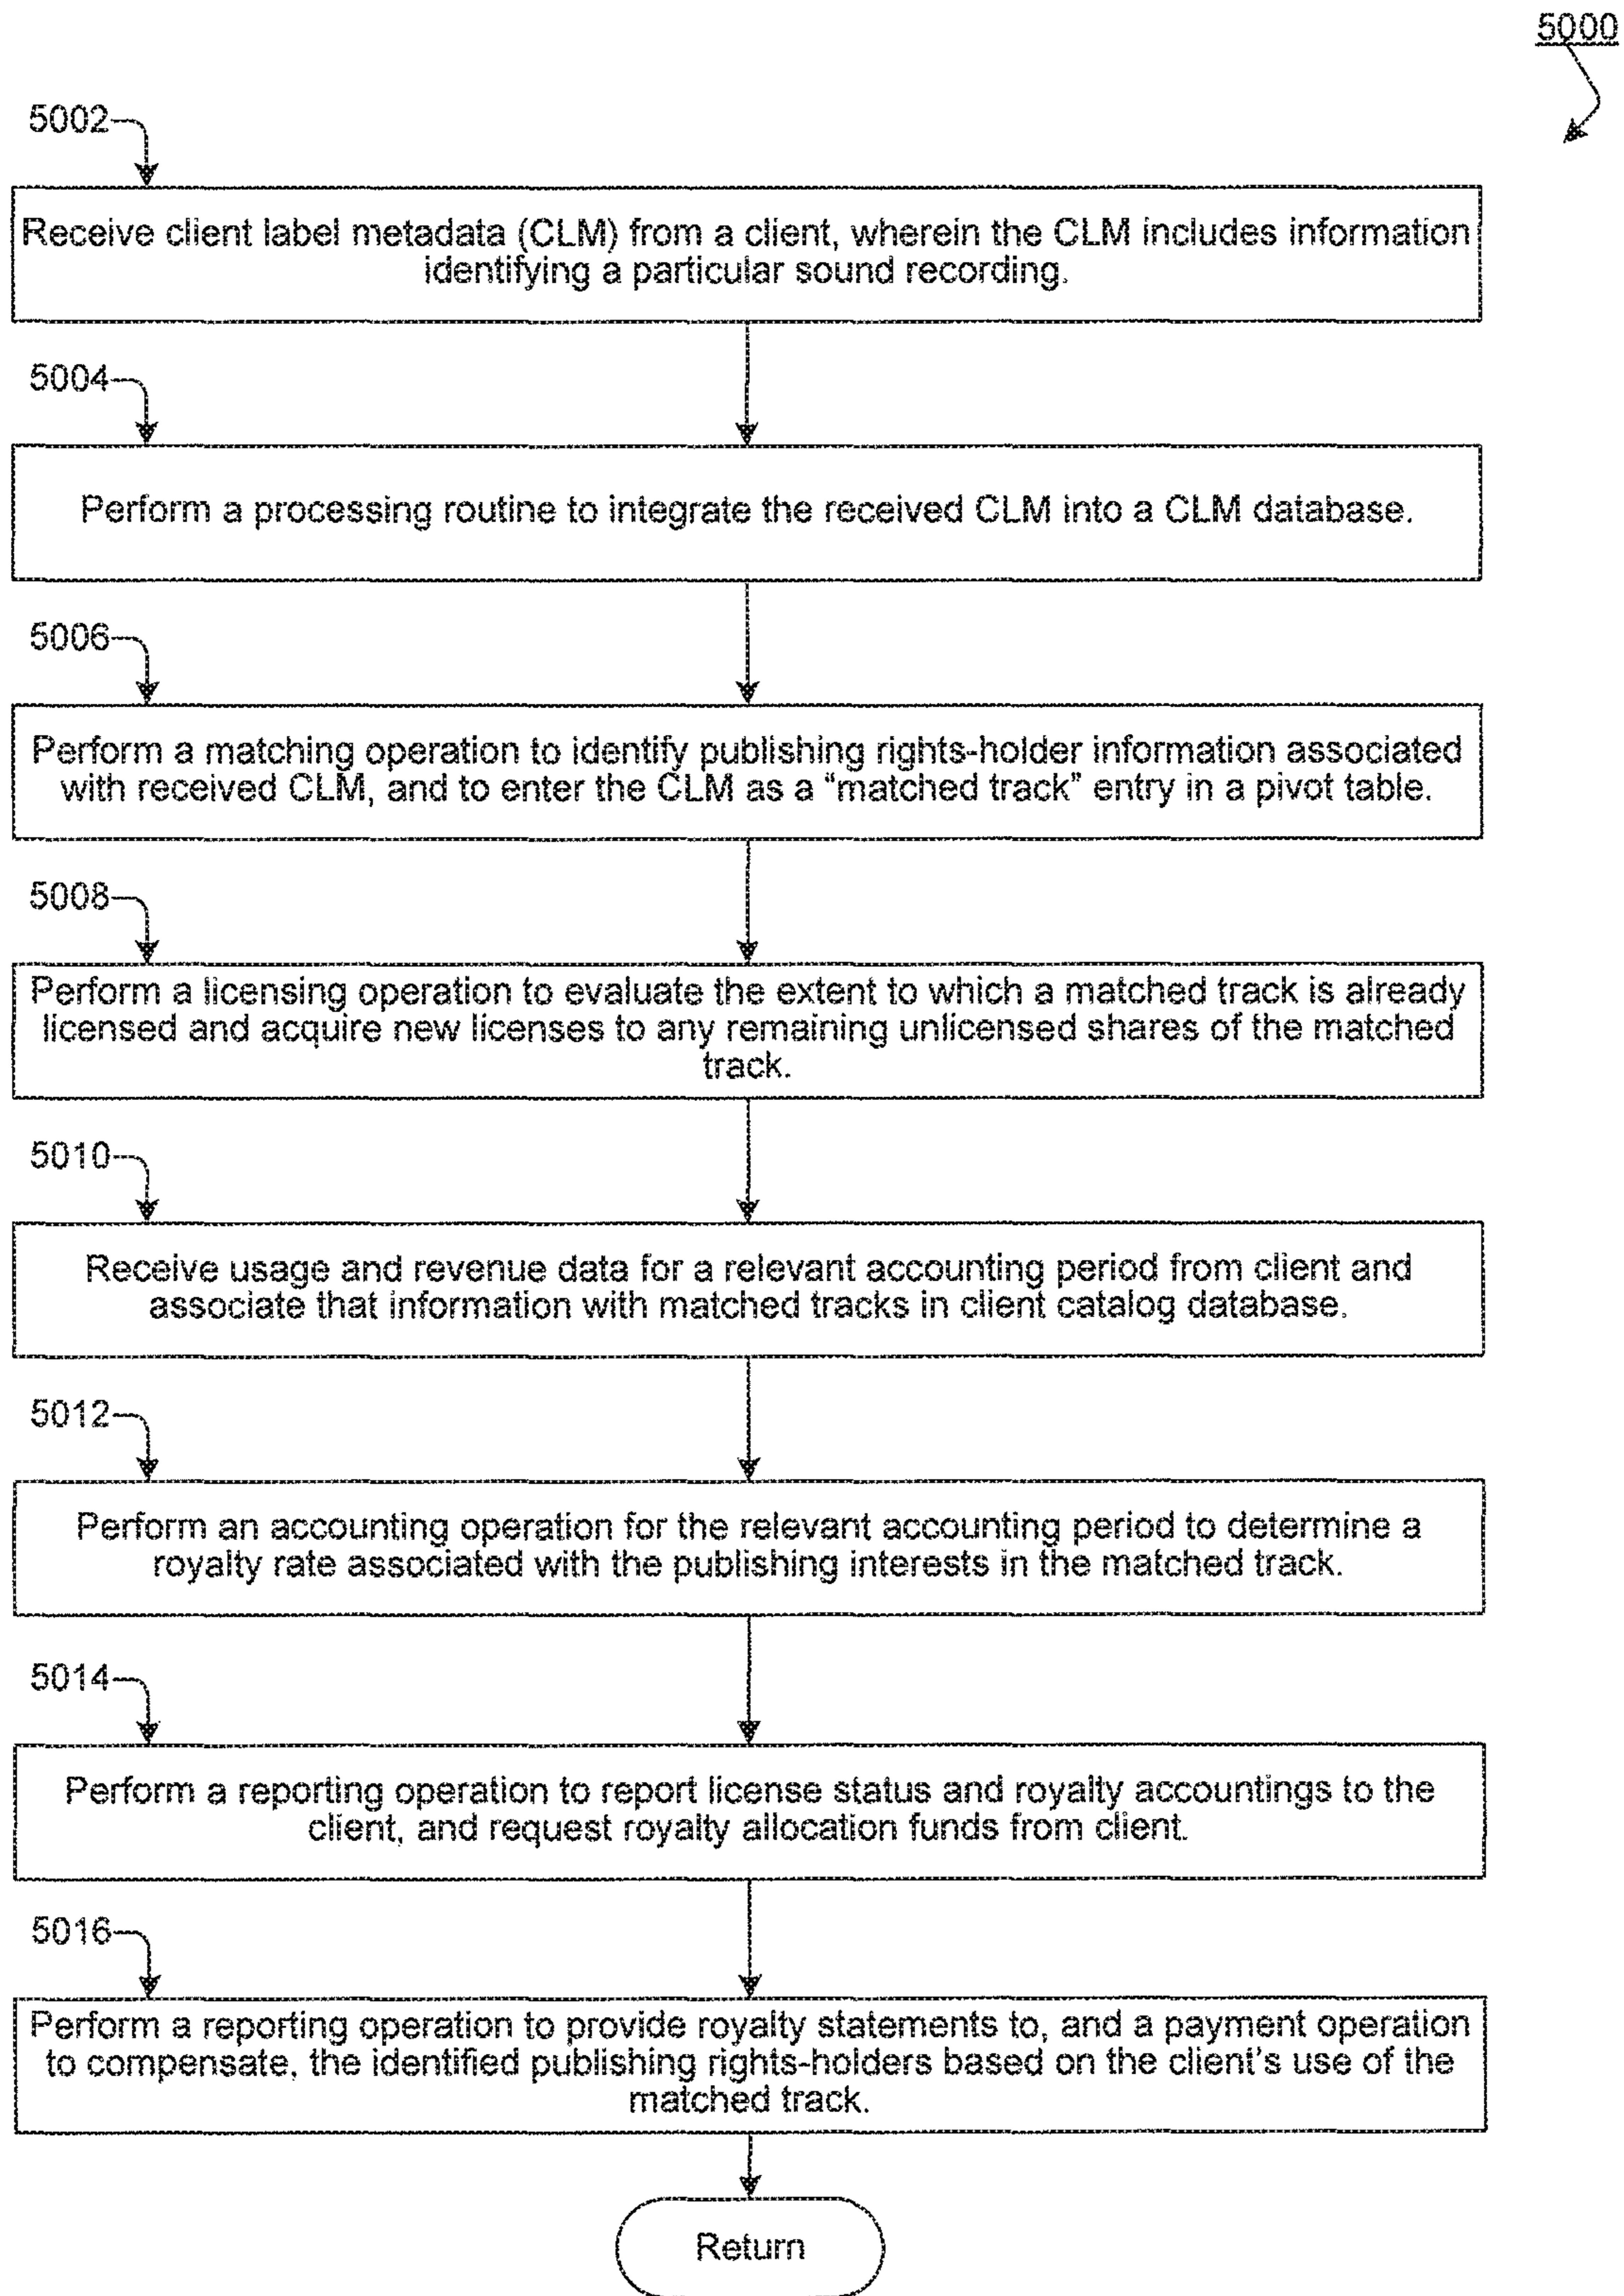 5000
5002
Receive client label metadata (CLM) from a client, wherein the CLM includes information
identifying a particular sound recording.
5004
Perform a processing routine to integrate the received CLM into a CLM database.
5006
Perform a matching operation to identify publishing rights-holder information associated
with received CLM, and to enter the CLM as a “matched track” entry in a pivot table.
5008
Perform a licensing operation to evaluate the extent to which a matched track is already
licensed and acquire new licenses to any remaining unlicensed shares of the matched
track.
5010
Receive usage and revenue data for a relevant accounting period from client and
associate that information with matched tracks in client catalog database.
5012
Perform an accounting operation for the relevant accounting period to determine a
royalty rate associated with the publishing interests in the matched track.
5014
Perform a reporting operation to report license status and royalty accountings to the
client, and request royalty allocation funds from client.
5016
Perform a reporting operation to provide royalty statements to, and a payment operation
to compensate, the identified publishing rights-holders based on the client's use of the
matched track.
Return